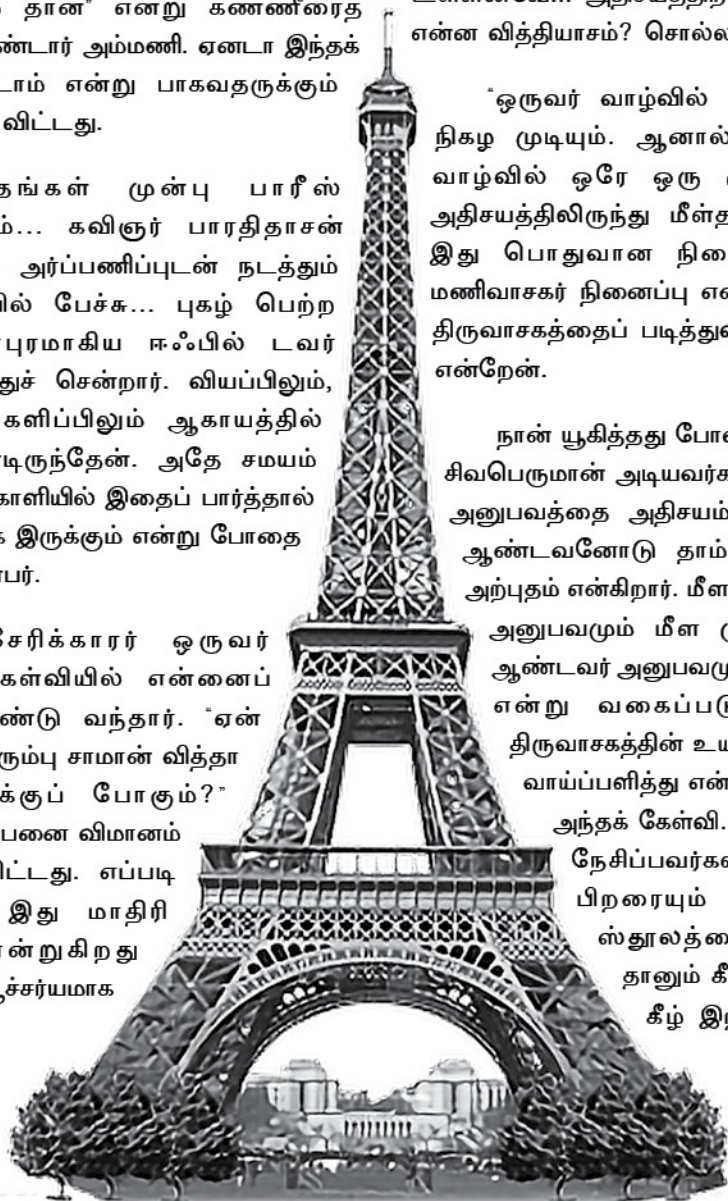 தான்" என்று கண்ணீரைத்
ண்டார் அம்மணி. ஏனடா இந்தக்
டாம் என்று பாகவதருக்கும்
விட்டது.
தங்கள் முன்பு பாரீஸ்
ம்... கவிஞர் பாரதிதாசன்
அர்ப்பணிப்புடன் நடத்தும்
யில் பேச்சு... புகழ் பெற்ற
புரமாகிய ஈஃபில் டவர்
துச் சென்றார். வியப்பிலும்,
களிப்பிலும் ஆகாயத்தில்
டிருந்தேன். அதே சமயம்
காளியில் இதைப் பார்த்தால்
க இருக்கும் என்று போதை
பர்.
சேரிக்காரர் ஒருவர்
கள்வியில் என்னைப்
ண்டு வந்தார். "ஏன்
ரும்பு சாமான் வித்தா
க்குப் போகும்?"
பனை விமானம்
ிட்டது. எப்படி
இது மாதிரி
ான்றுகிறது
ச்சர்யமாக
என்ன வித்தியாசம்? சொல்ல
"ஒருவர் வாழ்வில்
நிகழ முடியும். ஆனால்
வாழ்வில் ஒரே ஒரு
அதிசயத்திலிருந்து மீள்த
இது பொதுவான நினை
மணிவாசகர் நினைப்பு என
திருவாசகத்தைப் படித்து
என்றேன்.
நான் யூகித்தது போ
சிவபெருமான் அடியவர்க
அனுபவத்தை அதிசயம்
ஆண்டவனோடு தாம்
அற்புதம் என்கிறார். மீள
அனுபவமும் மீள மு
ஆண்டவர் அனுபவமு
என்று வகைப்படு
திருவாசகத்தின் உய
வாய்ப்பளித்து என்
அந்தக் கேள்வி.
நேசிப்பவர்கள
பிறரையும்
ஸ்தூலத்தை
தானும் கீ
கீழ் இற